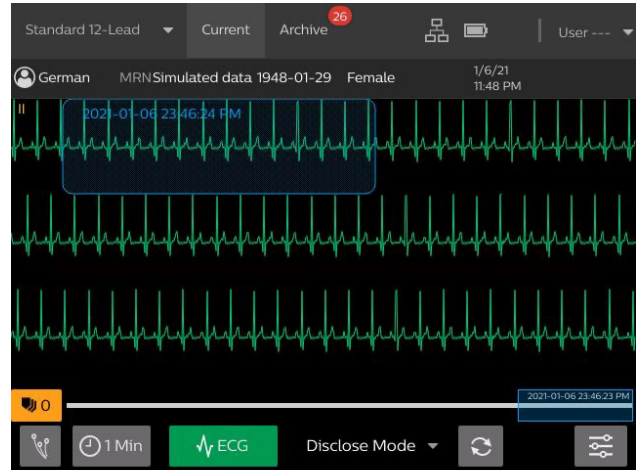 Standard 12-Lead Current Archive 26 User ---
German MRN Simulated data 1948-01-29 Female 1/6/21
11:48 PM
II
2021-01-06 23:46:24 PM
2021-01-06 23:46:23 PM
0
1 Min ECG Disclose Mode